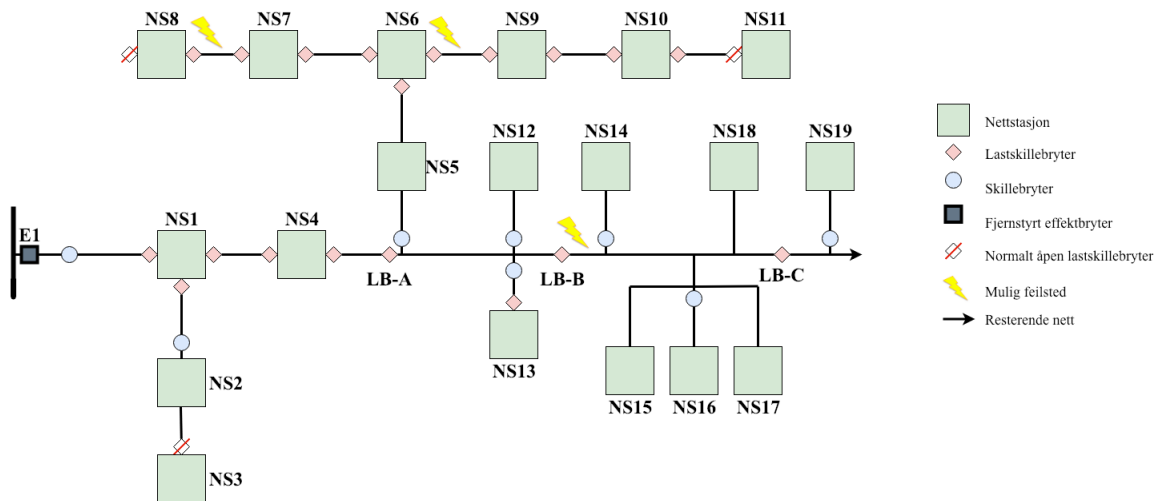 NS8
NS7
NS6
NS9
NS10
NS11
NS12
NS14
NS18
NS19
NS5
Nettstasjon
Lastskillebryter
Skillebryter
Fjernstyrt effektbryter
Normalt åpen lastskillebryter
Mulig feilsted
Resterende nett
E1
NS1
NS4
LB-A
LB-B
LB-C
NS13
NS2
NS15
NS16
NS17
NS3